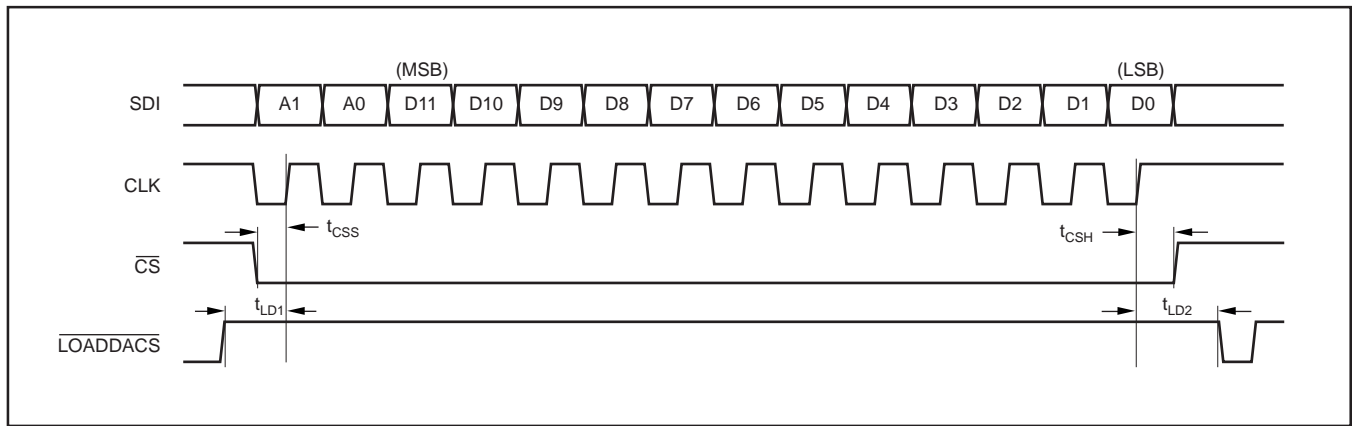 (MSB) (LSB)
SDI A1 A0 D11 D10 D9 D8 D7 D6 D5 D4 D3 D2 D1 D0
CLK
tCSS tCSH
CS
tLD1 tLD2
LOADDACS